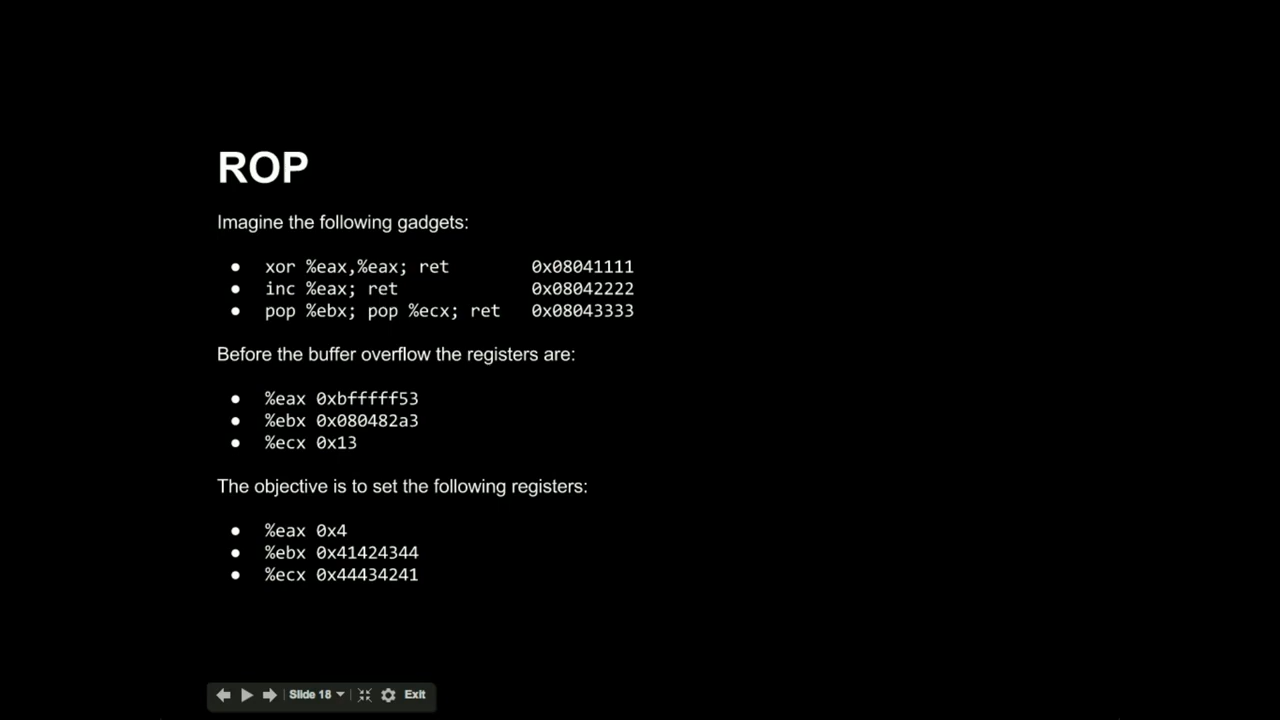 ROP
Imagine the following gadgets:
● xor %eax,%eax; ret 0x08041111
● inc %eax; ret 0x08042222
● pop %ebx; pop %ecx; ret 0x08043333
Before the buffer overflow the registers are:
● %eax 0xbfffff53
● %ebx 0x080482a3
● %ecx 0x13
The objective is to set the following registers:
● %eax 0x4
● %ebx 0x41424344
● %ecx 0x44434241
Slide 18 Exit